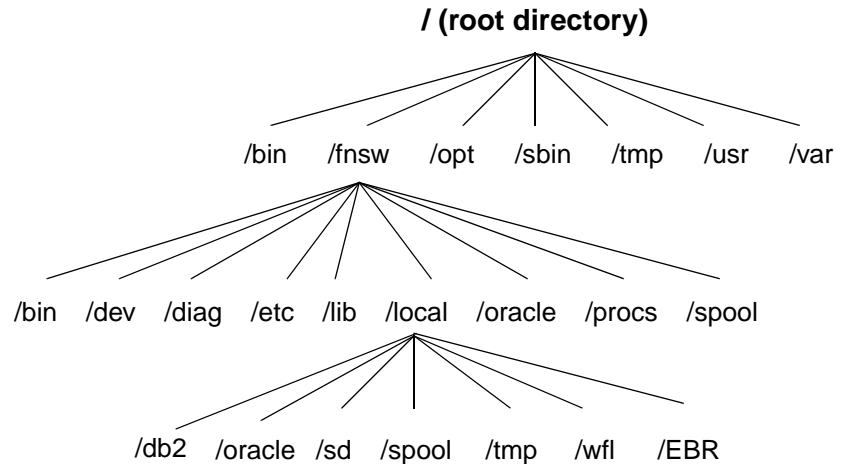 / (root directory)
/bin /fnsw /opt /sbin /tmp /usr /var
/bin /dev /diag /etc /lib /local /oracle /procs /spool
/db2 /oracle /sd /spool /tmp /wfl /EBR